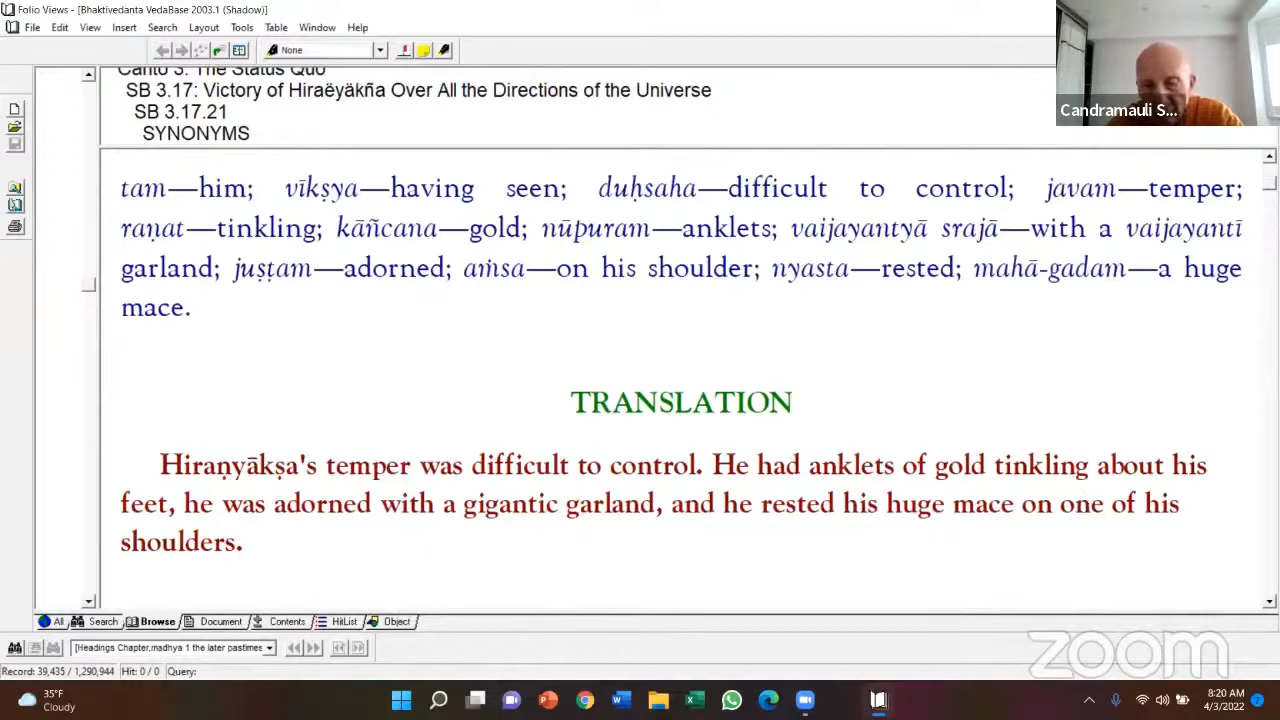 Folio Views - [Bhaktivedanta VedaBase 2003.1 (Shadow)]
File Edit View Insert Search Layout Tools Table Window Help
None
Canto 3: The Status Quo
SB 3.17: Victory of Hiraëyäkña Over All the Directions of the Universe
SB 3.17.21
SYNONYMS
Candramauli S...
tam—him; vīkṣya—having seen; duḥsaha—difficult to control; javam—temper;
raṇat—tinkling; kāñcana—gold; nūpuram—anklets; vaijayantyā srajā—with a vaijayantī
garland; juṣṭam—adorned; aṁsa—on his shoulder; nyasta—rested; mahā-gadam—a huge
mace.
TRANSLATION
Hiraṇyākṣa's temper was difficult to control. He had anklets of gold tinkling about his
feet, he was adorned with a gigantic garland, and he rested his huge mace on one of his
shoulders.
All Search Browse Document Contents HitList Object
[Headings Chapter,madhya 1 the later pastimes
Record: 39,435 / 1,290,944 Hit: 0 / 0 Query:
zoom
35°F
Cloudy
8:20 AM
4/3/2022